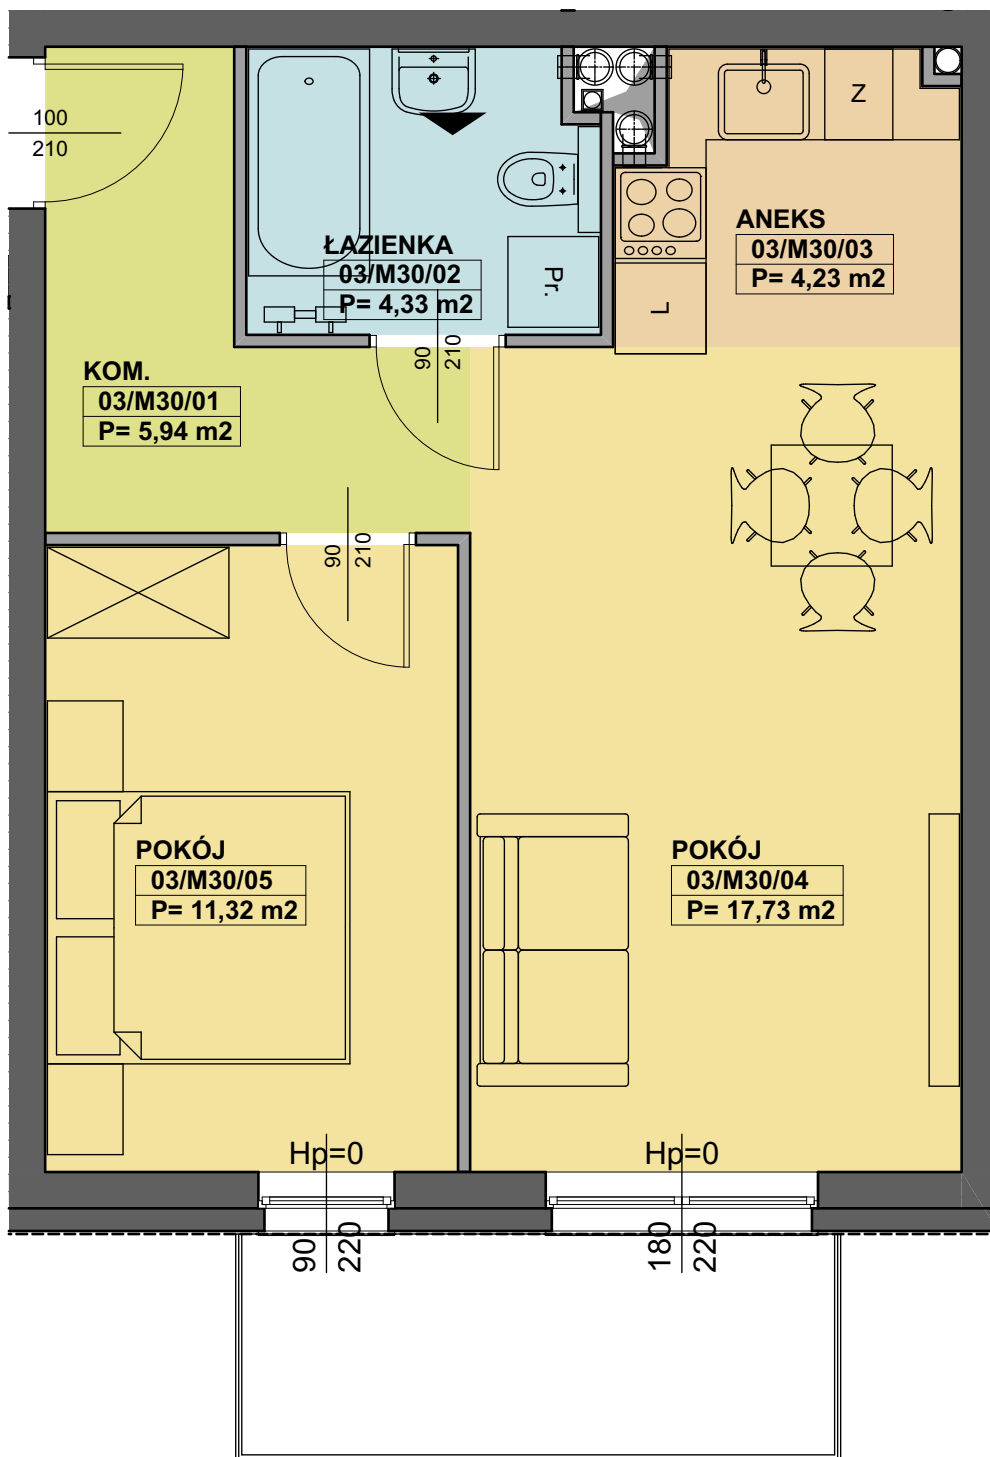 100
210
Z
ANEKS
03/M30/03
P= 4,23 m2
ŁAZIENKA
03/M30/02
P= 4,33 m2
Pr.
L
90
210
KOM.
03/M30/01
P= 5,94 m2
90
210
POKÓJ
03/M30/05
P= 11,32 m2
POKÓJ
03/M30/04
P= 17,73 m2
Hp=0
Hp=0
90
220
180
220